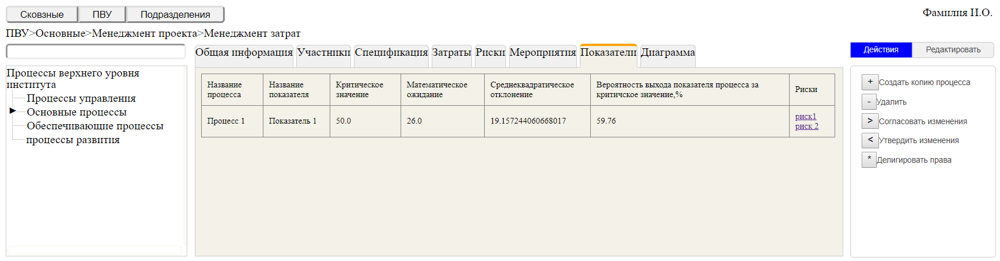 Сковзные ПВУ Подразделения
Фамилия И.О.
ПВУ>Основные>Менеджмент проекта>Менеджмент затрат
Процессы верхнего уровня
института
Процессы управления
Основные процессы
Обеспечивающие процессы
процессы развития
Общая информация Участники Спецификация Затраты Риски Мероприятия Показатели Диаграмма
Название
процесса
Название
показателя
Критическое
значение
Математическое
ожидание
Среднеквадратическое
отклонение
Вероятность выхода показателя процесса за
критичское значение,%
Риски
Процесс 1
Показатель 1
50.0
26.0
19.157244060668017
59.76
риск1
риск 2
Действия Редактировать
+ Создать копию процесса
- Удалить
> Согласовать изменения
< Утвердить изменения
* Делигировать права